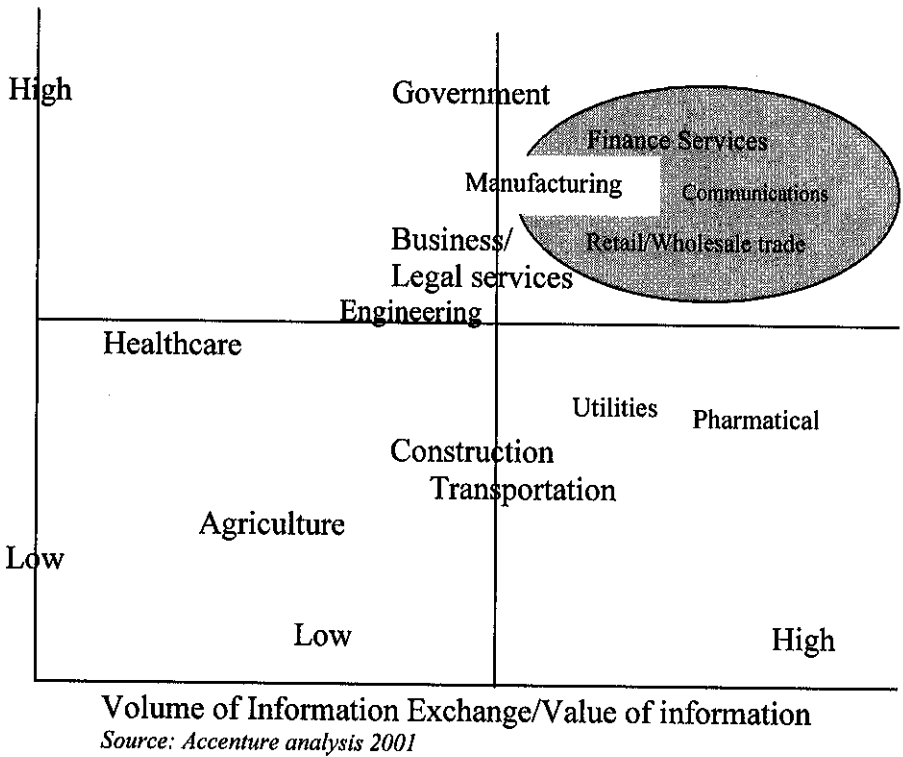 High
Government
Finance Services
Manufacturing
Communications
Business/
Legal services
Retail/Wholesale trade
Engineering
Healthcare
Utilities
Pharmatical
Construction
Transportation
Agriculture
Low
Low
High
Volume of Information Exchange/Value of information
Source: Accenture analysis 2001